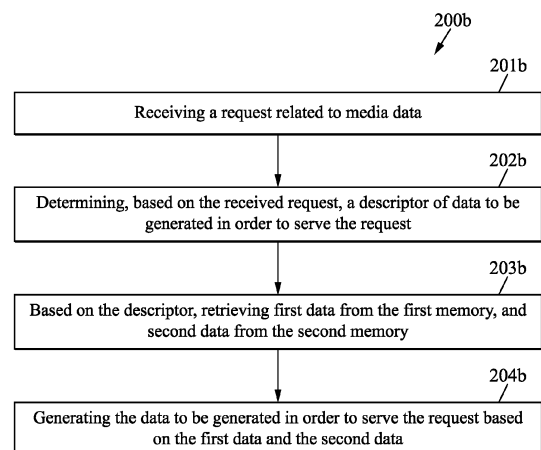 200b
201b
Receiving a request related to media data
202b
Determining, based on the received request, a descriptor of data to be
generated in order to serve the request
203b
Based on the descriptor, retrieving first data from the first memory, and
second data from the second memory
204b
Generating the data to be generated in order to serve the request based
on the first data and the second data